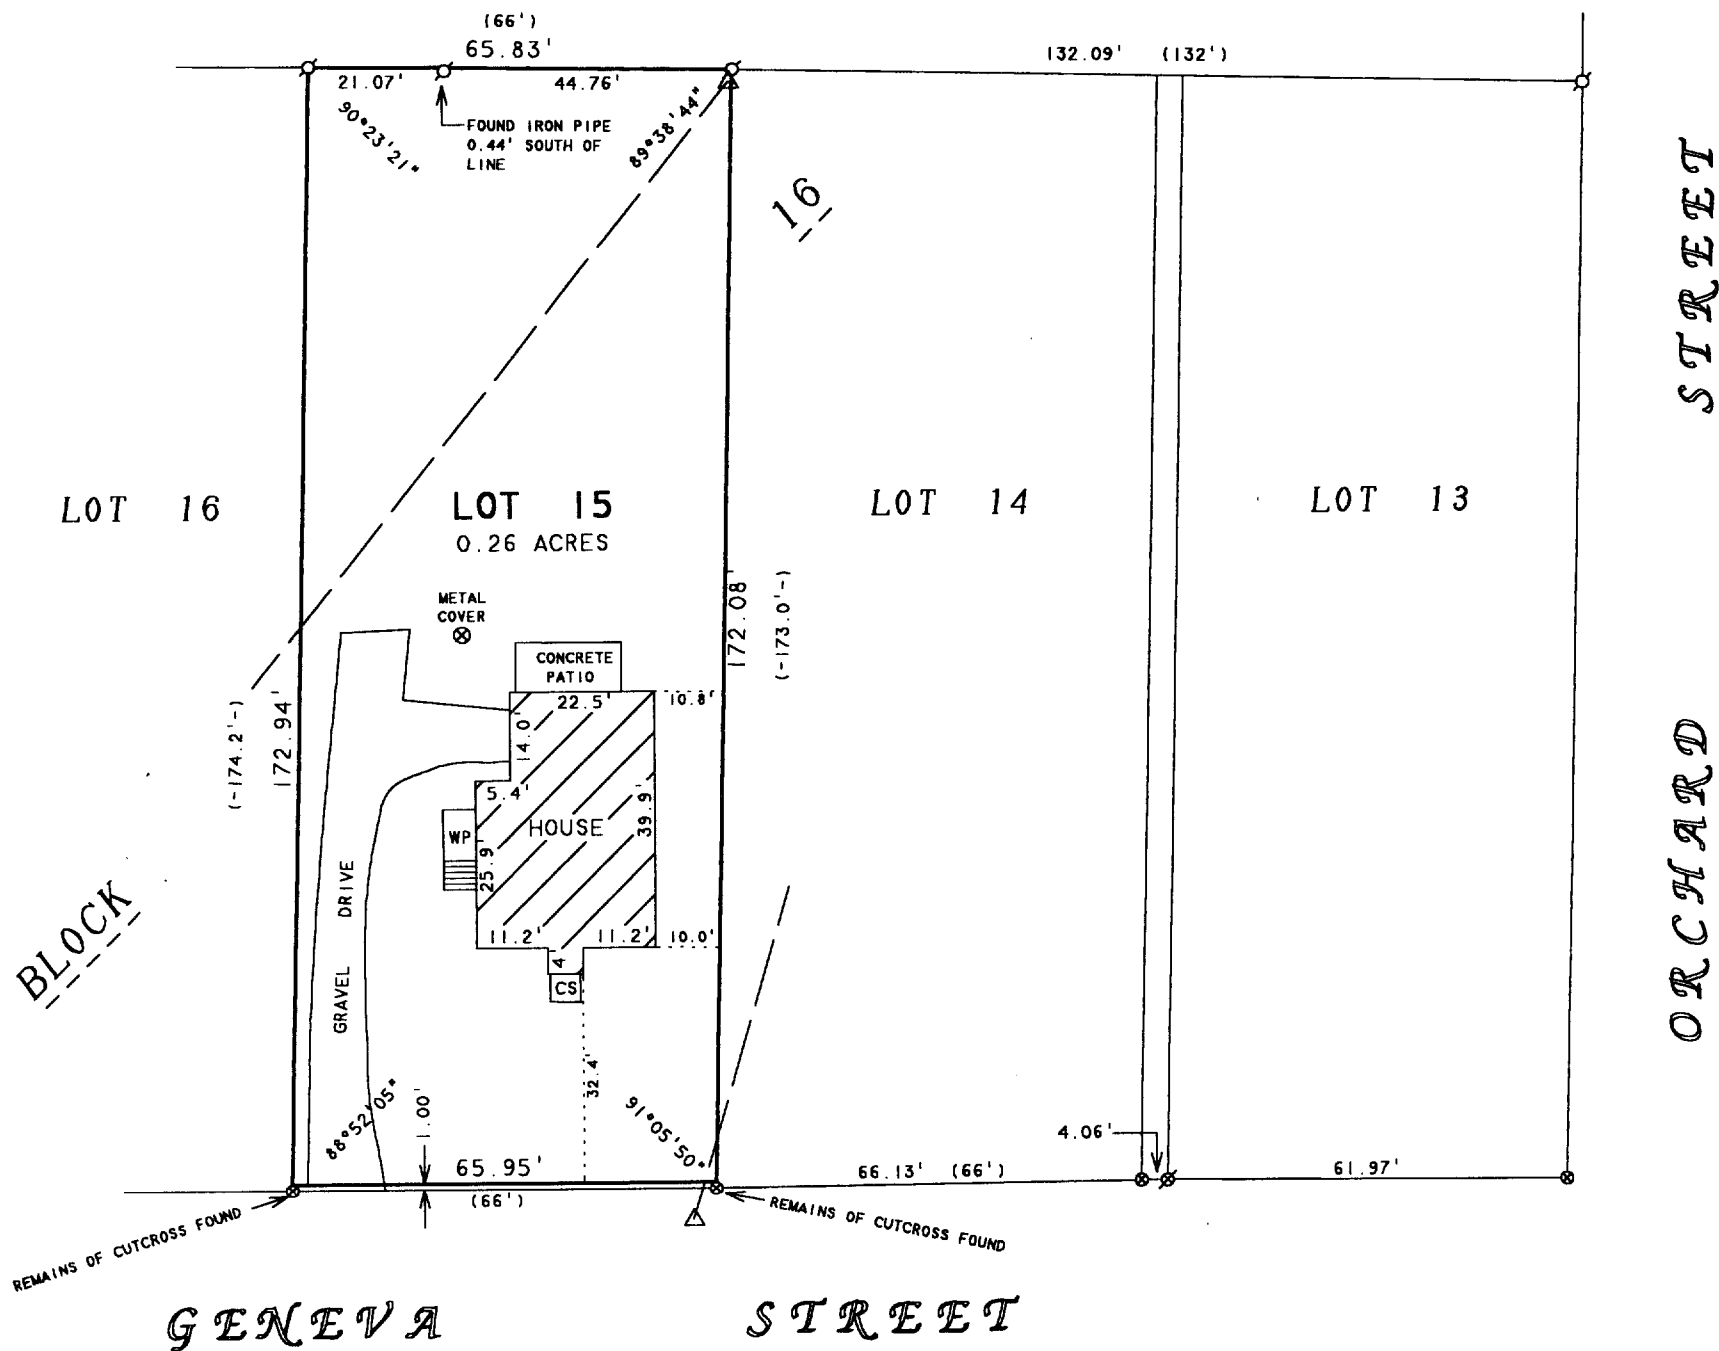 (66')
65.83'
132.09' (132')
21.07'
44.76'
90°23'21"
FOUND IRON PIPE
0.44' SOUTH OF
LINE
89°38'44"
16
STREET
LOT 16
LOT 15
0.26 ACRES
LOT 14
LOT 13
METAL
COVER
172.08'
(-173.0'-)
CONCRETE
PATIO
22.5'
10.8'
(-174.2'-)
172.94'
14.0'
5.4'
39.9'
HOUSE
WP
25.9'
GRAVEL DRIVE
BLOCK
11.2'
11.2'
10.0'
4'
CS
ORCHARD
32.4'
88°52'05"
1.00'
91°05'50"
4.06'
65.95'
(66')
66.13' (66')
61.97'
REMAINS OF CUTCROSS FOUND
REMAINS OF CUTCROSS FOUND
GENEVA STREET